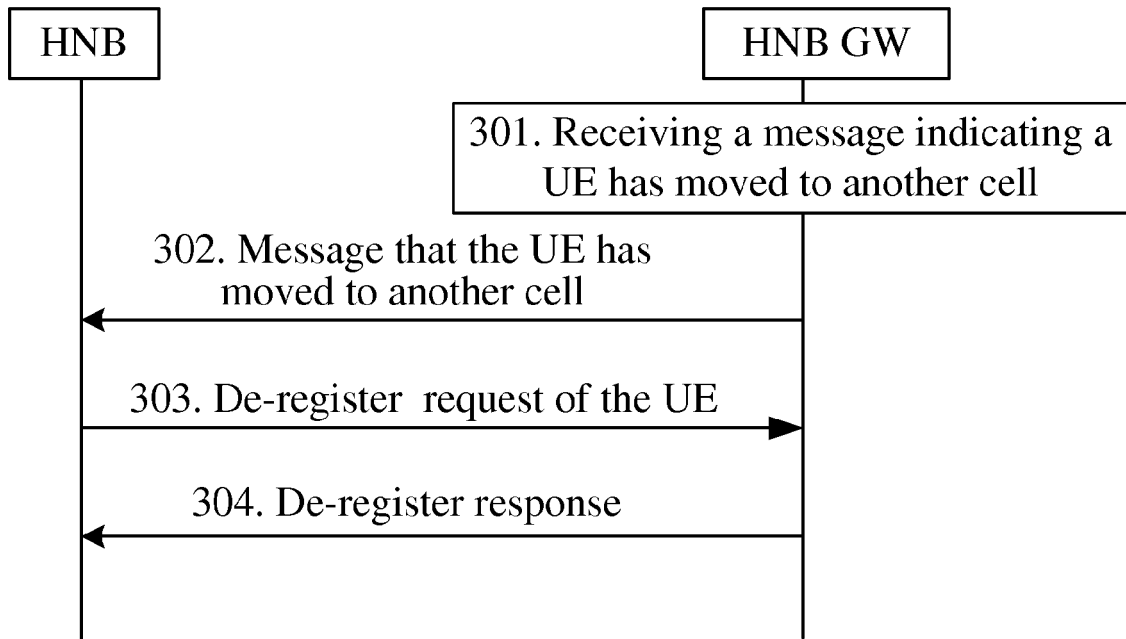 HNB
HNB GW
301. Receiving a message indicating a
UE has moved to another cell
302. Message that the UE has
moved to another cell
303. De-register request of the UE
304. De-register response